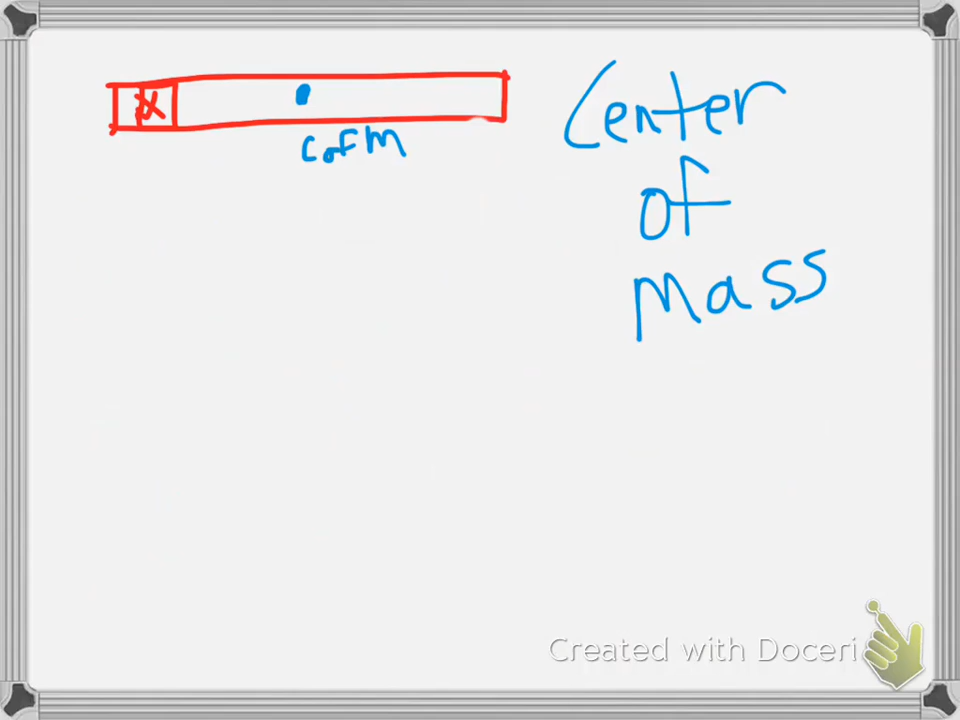 X
C of M
Center
of
Mass
Created with Doceri